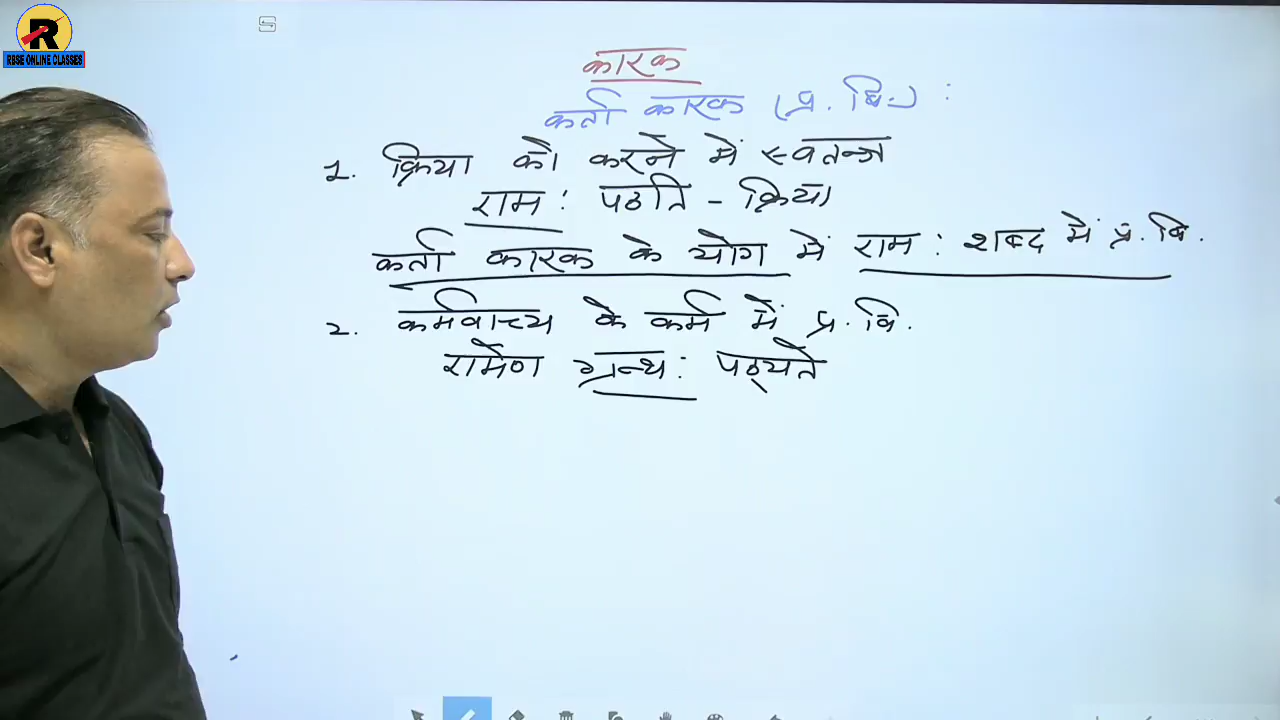 R
RBSE ONLINE CLASSES
कारक
कर्ता कारक (प्र. वि.) :
1. क्रिया को करने में स्वतन्त्र
रामः पठति - क्रिया
कर्ता कारक के योग में रामः शब्द में प्र. वि.
2. कर्मवाच्य के कर्म में प्र. वि.
रामेण ग्रन्थः पठ्यते